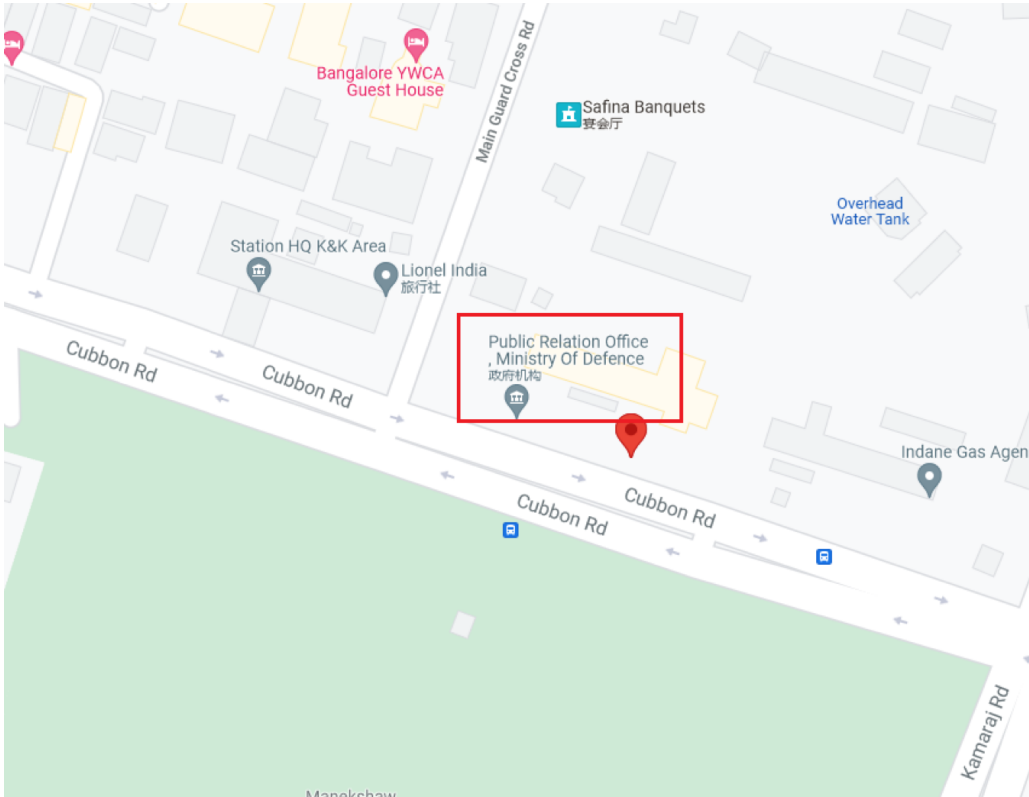 Bangalore YWCA
Guest House
Main Guard Cross Rd
Safina Banquets
宴会厅
Overhead
Water Tank
Station HQ K&K Area
Lionel India
旅行社
Public Relation Office
, Ministry Of Defence
政府机构
Cubbon Rd
Cubbon Rd
Indane Gas Agen
Cubbon Rd
Cubbon Rd
Kamaraj Rd
Manekshaw